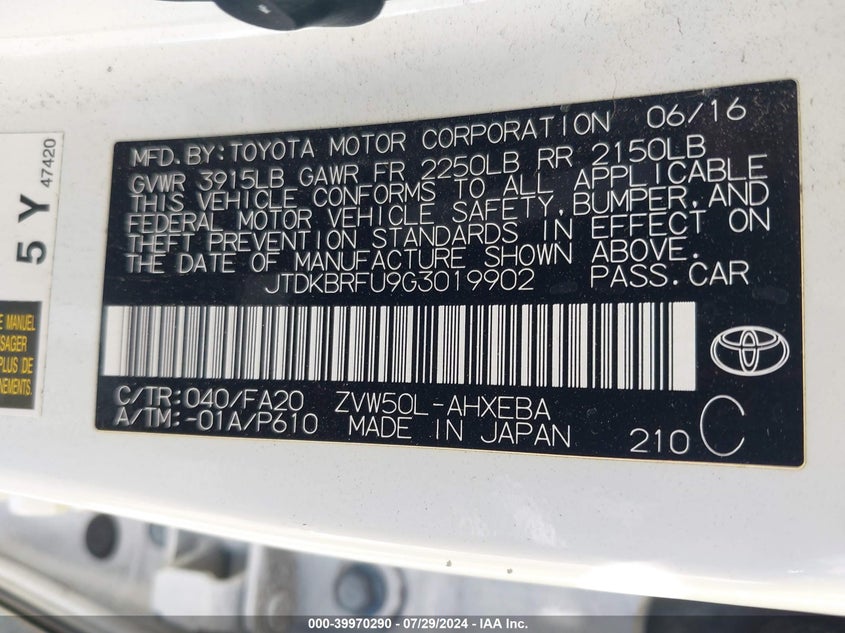 MFD. BY: TOYOTA MOTOR CORPORATION 06/16
GVWR 3915LB GAWR FR 2250LB RR 2150LB
THIS VEHICLE CONFORMS TO ALL APPLICABLE
FEDERAL MOTOR VEHICLE SAFETY, BUMPER, AND
THEFT PREVENTION STANDARDS IN EFFECT ON
THE DATE OF MANUFACTURE SHOWN ABOVE.
JTDKBRFU9G3019902 PASS. CAR
C/TR: 040/FA20 ZVW50L-AHXEBA
A/TM: -01A/P610 MADE IN JAPAN 210 C
5 Y
47420
E MANUEL
SAGER
PLUS DE
000-39970290 - 07/29/2024 - IAA Inc.